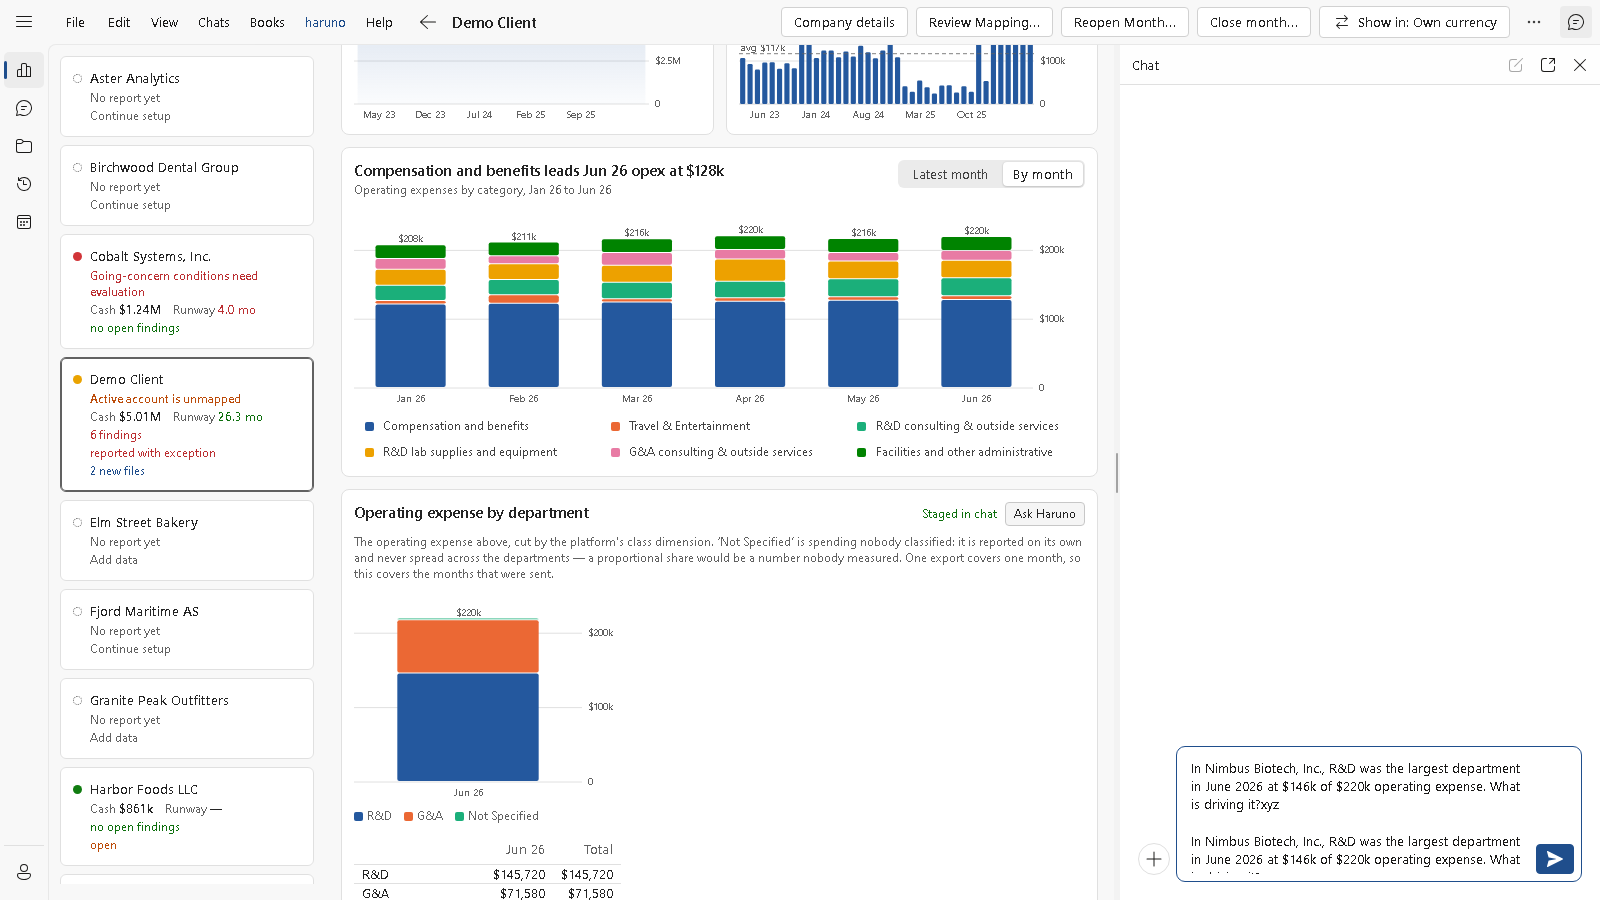 File Edit View Chats Books haruno Help
Demo Client
Company details Review Mapping... Reopen Month... Close month... Show in: Own currency
Aster Analytics
No report yet
Continue setup
Birchwood Dental Group
No report yet
Continue setup
Cobalt Systems, Inc.
Going-concern conditions need
evaluation
Cash $1.24M Runway 4.0 mo
no open findings
Demo Client
Active account is unmapped
Cash $5.01M Runway 26.3 mo
6 findings
reported with exception
2 new files
Elm Street Bakery
No report yet
Add data
Fjord Maritime AS
No report yet
Continue setup
Granite Peak Outfitters
No report yet
Add data
Harbor Foods LLC
Cash $861k Runway —
no open findings
open
$2.5M
0
May 23 Dec 23 Jul 24 Feb 25 Sep 25
avg $117k
$100k
0
Jun 23 Jan 24 Aug 24 Mar 25 Oct 25
Compensation and benefits leads Jun 26 opex at $128k
Operating expenses by category, Jan 26 to Jun 26
Latest month By month
$208k $211k $216k $220k $216k $220k
$200k
$100k
0
Jan 26 Feb 26 Mar 26 Apr 26 May 26 Jun 26
Compensation and benefits Travel & Entertainment R&D consulting & outside services
R&D lab supplies and equipment G&A consulting & outside services Facilities and other administrative
Operating expense by department
Staged in chat Ask Haruno
The operating expense above, cut by the platform's class dimension. 'Not Specified' is spending nobody classified: it is reported on its own
and never spread across the departments — a proportional share would be a number nobody measured. One export covers one month, so
this covers the months that were sent.
$220k
$200k
$100k
0
Jun 26
R&D G&A Not Specified
Jun 26 Total
R&D $145,720 $145,720
G&A $71,580 $71,580
Chat
In Nimbus Biotech, Inc., R&D was the largest department
in June 2026 at $146k of $220k operating expense. What
is driving it?xyz
In Nimbus Biotech, Inc., R&D was the largest department
in June 2026 at $146k of $220k operating expense. What